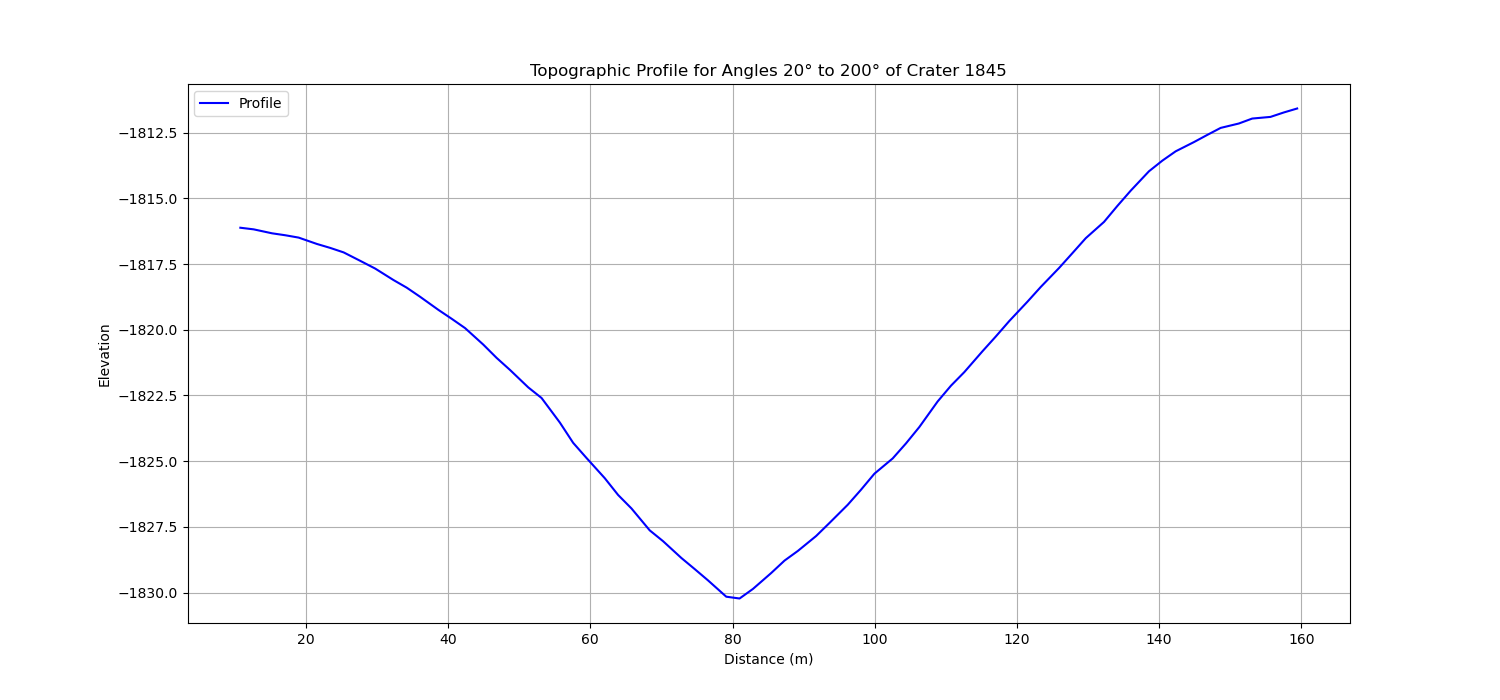 Topographic Profile for Angles 20° to 200° of Crater 1845
Profile
−1812.5
−1815.0
−1817.5
−1820.0
−1822.5
−1825.0
−1827.5
−1830.0
Elevation
20 40 60 80 100 120 140 160
Distance (m)